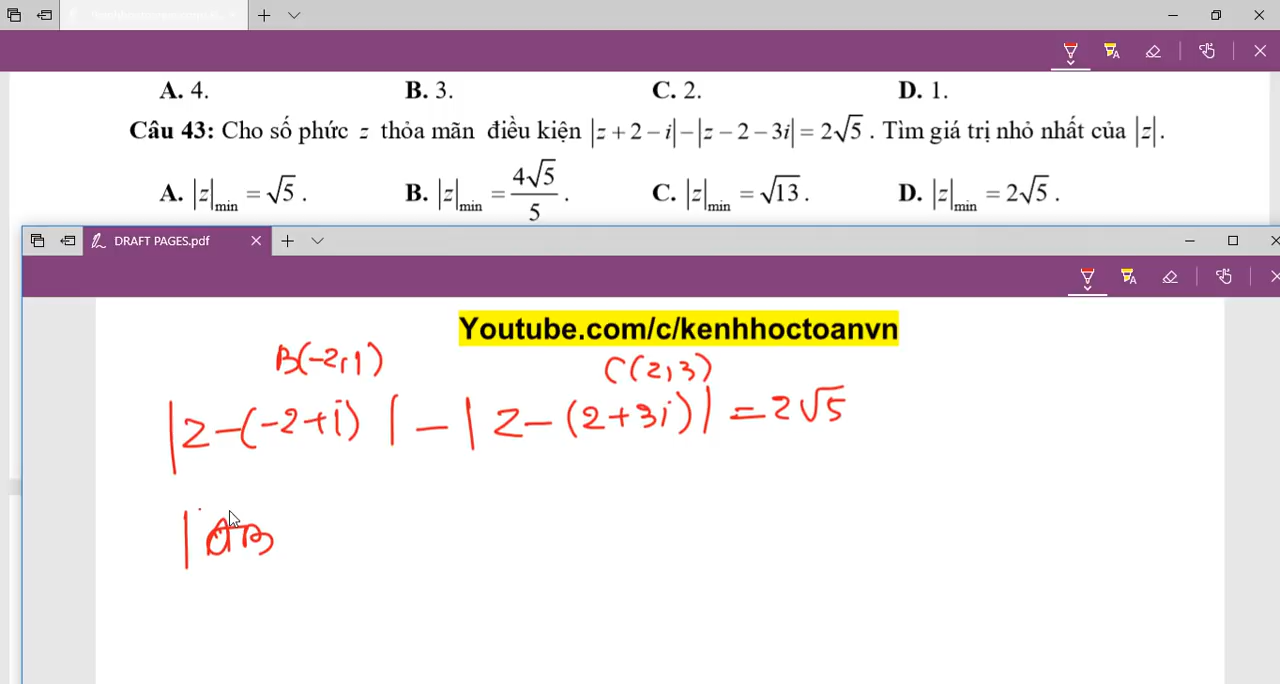 A. 4. B. 3. C. 2. D. 1.
Câu 43: Cho số phức z thỏa mãn điều kiện |z + 2 − i| − |z − 2 − 3i| = 2√5 . Tìm giá trị nhỏ nhất của |z|.
A. |z|min = √5 . B. |z|min = 4√5/5 . C. |z|min = √13 . D. |z|min = 2√5 .
DRAFT PAGES.pdf
Youtube.com/c/kenhhoctoanvn
B(-2,1) C(2,3)
|z-(-2+i)| - |z-(2+3i)| = 2√5
|AB